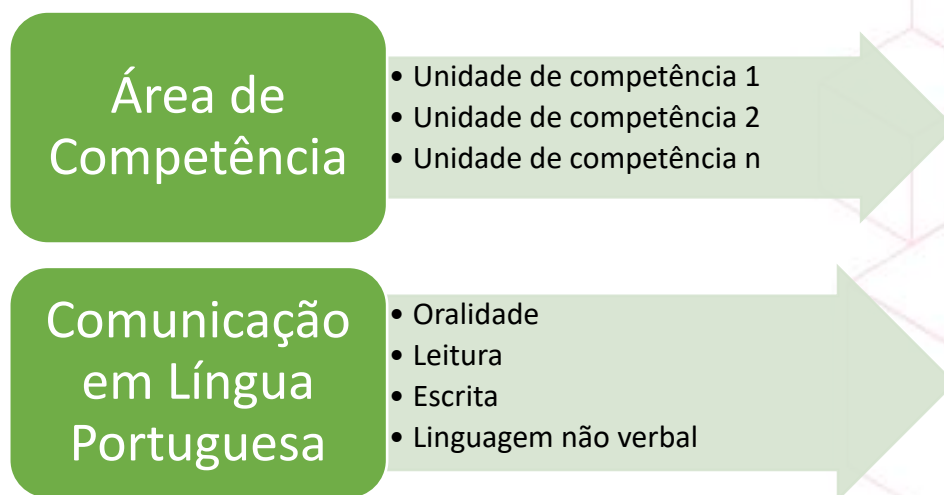 Área de
Competência
• Unidade de competência 1
• Unidade de competência 2
• Unidade de competência n
Comunicação
em Língua
Portuguesa
• Oralidade
• Leitura
• Escrita
• Linguagem não verbal